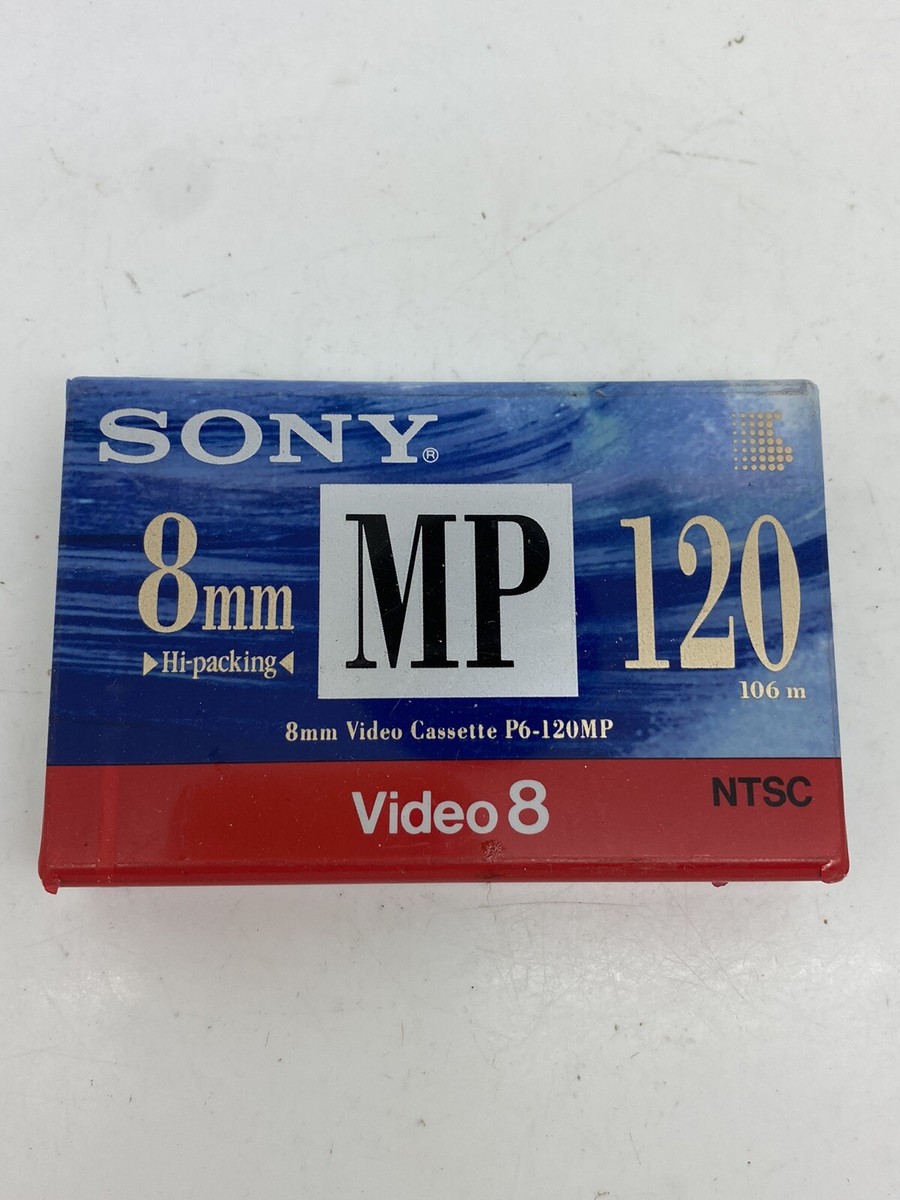 SONY®
8mm
Hi-packing
MP
120
106 m
8mm Video Cassette P6-120MP
Video 8
NTSC